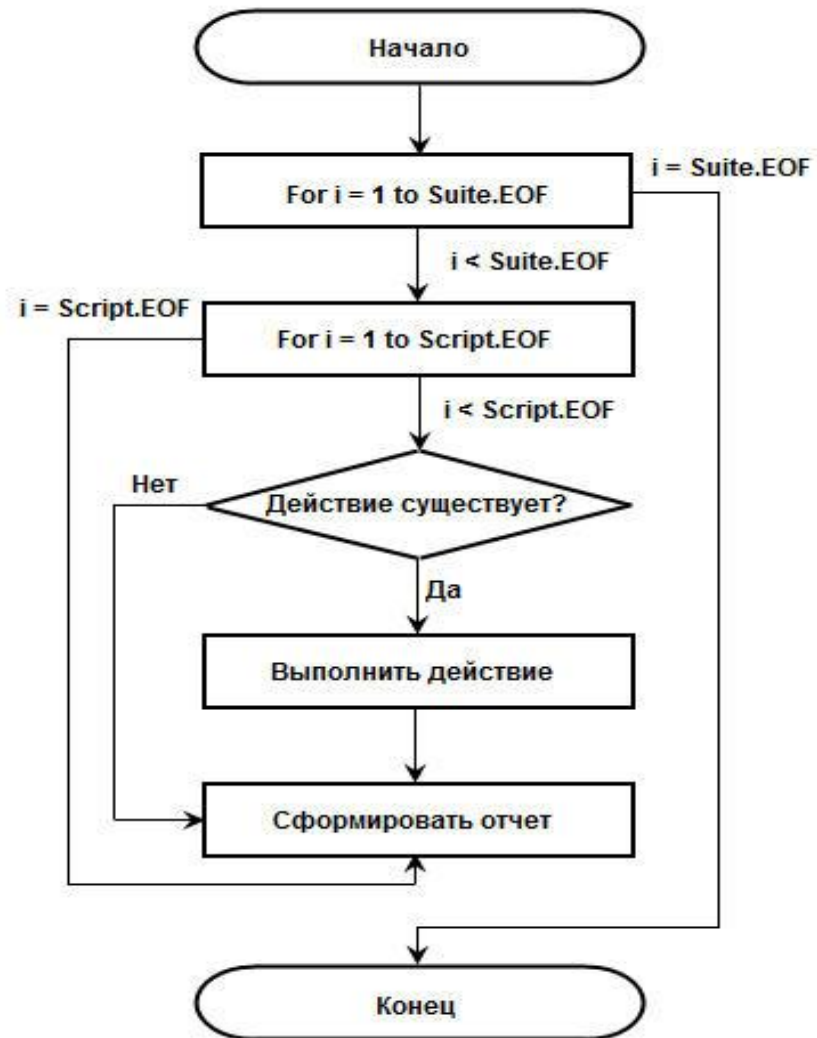 Начало
i = Suite.EOF
For i = 1 to Suite.EOF
i < Suite.EOF
i = Script.EOF
For i = 1 to Script.EOF
i < Script.EOF
Нет
Действие существует?
Да
Выполнить действие
Сформировать отчет
Конец